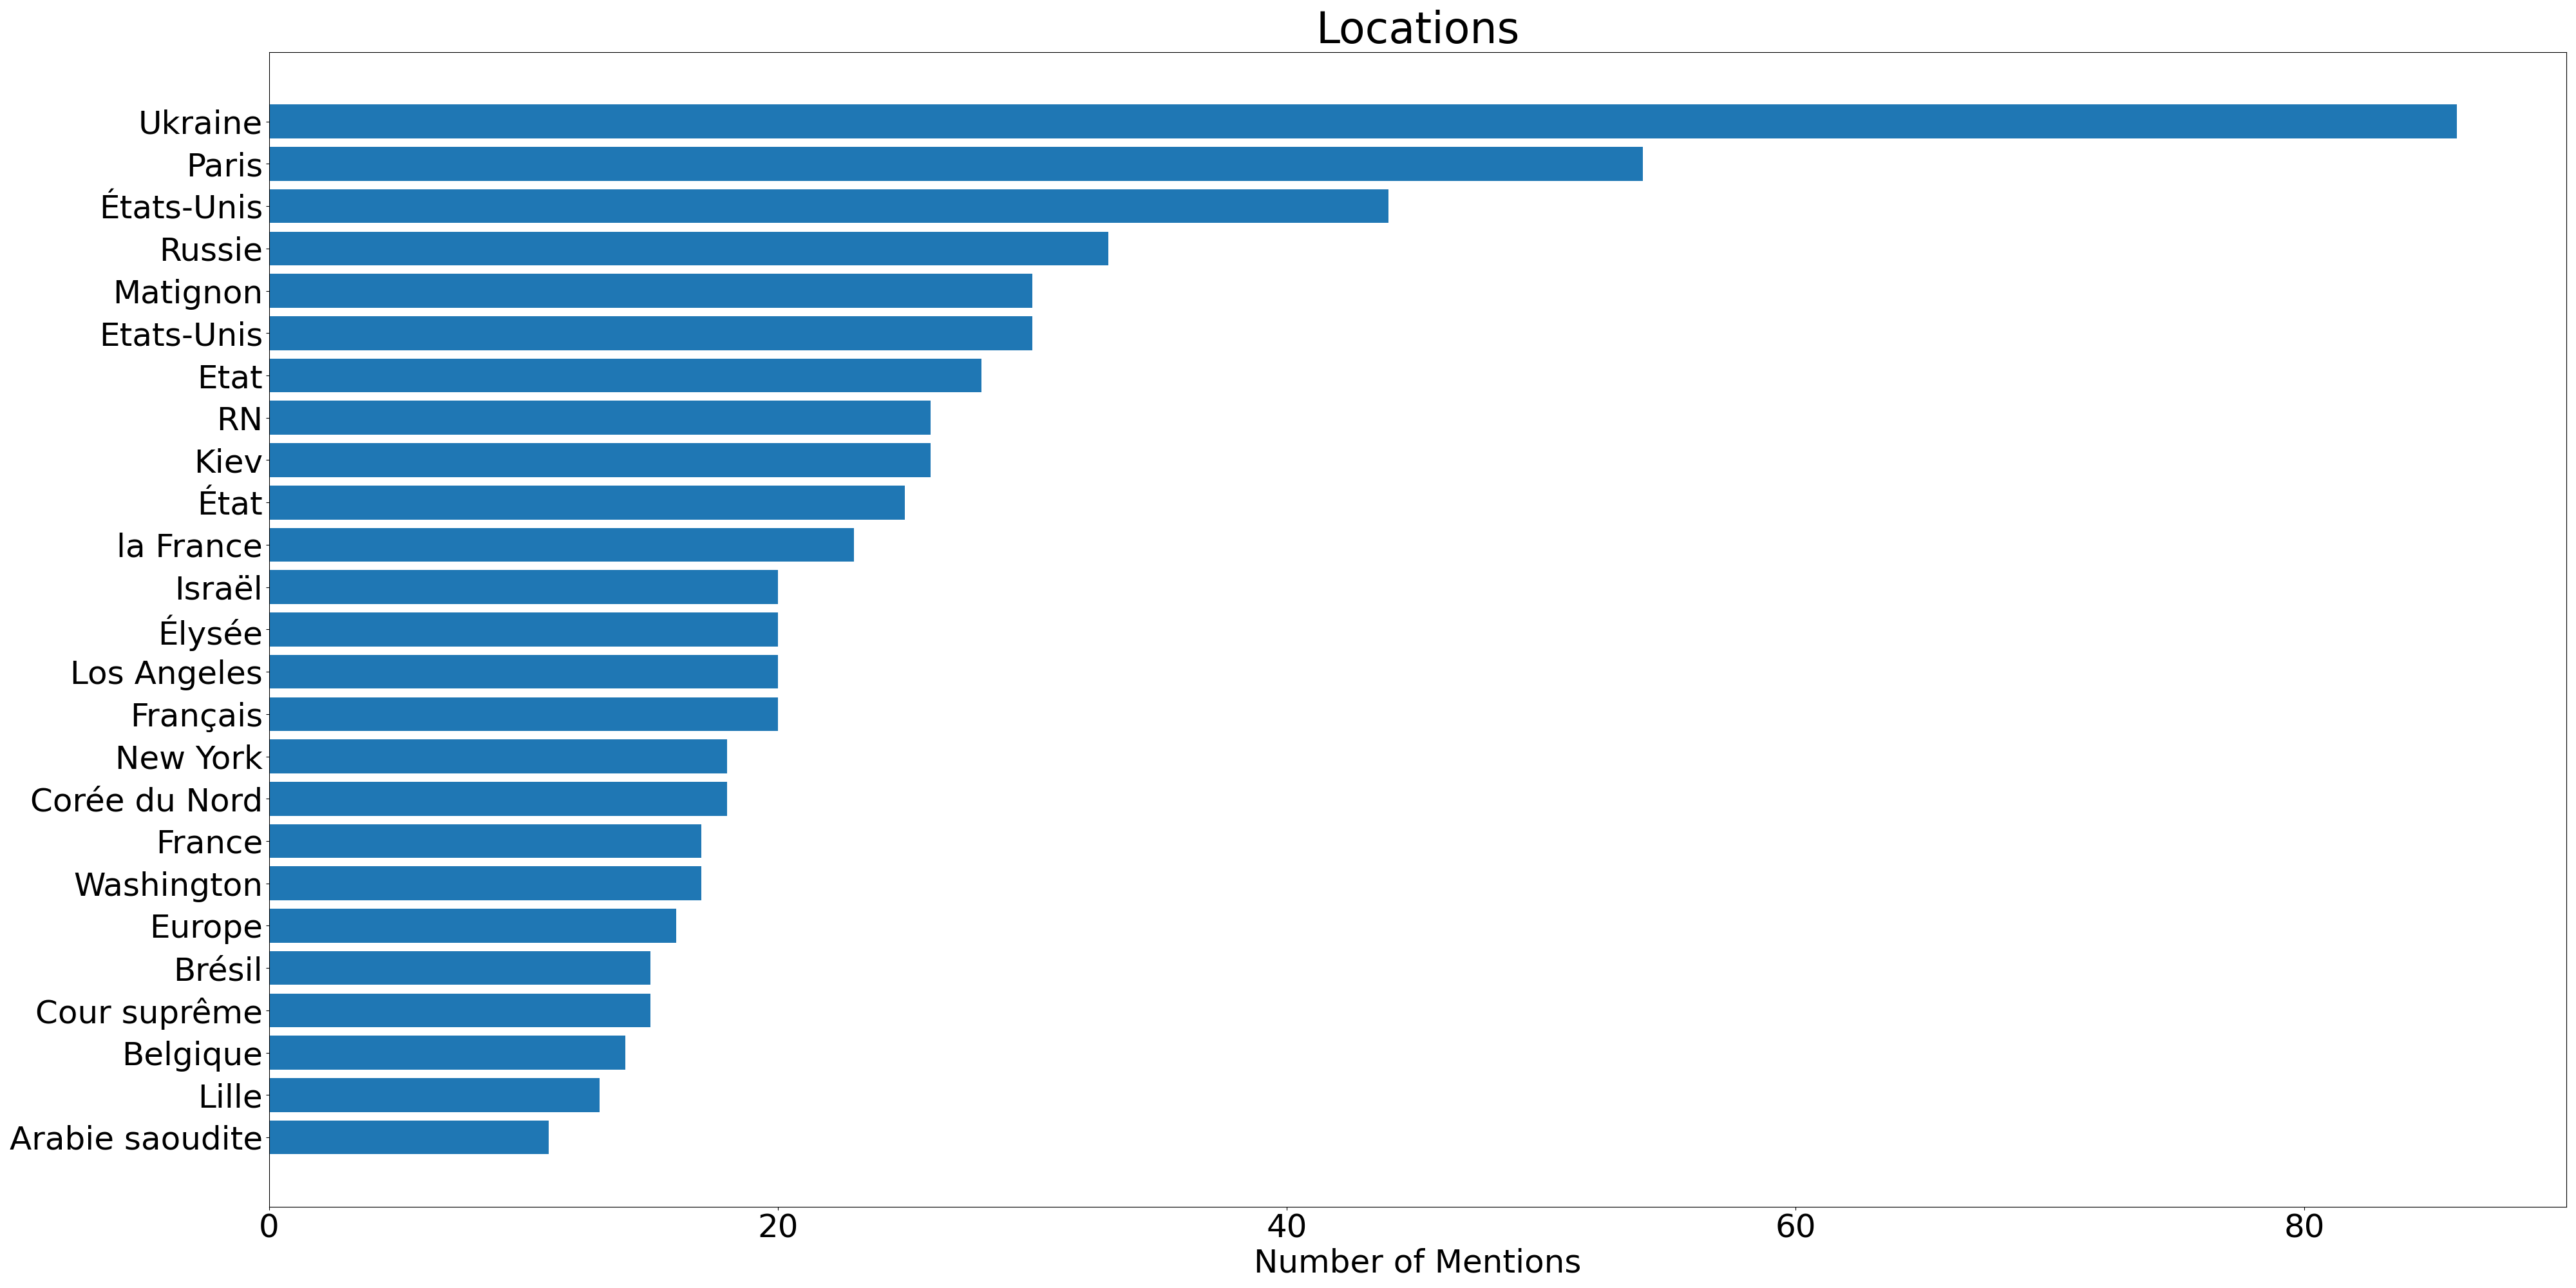 Locations
Ukraine
Paris
États-Unis
Russie
Matignon
Etats-Unis
Etat
RN
Kiev
État
la France
Israël
Élysée
Los Angeles
Français
New York
Corée du Nord
France
Washington
Europe
Brésil
Cour suprême
Belgique
Lille
Arabie saoudite
0 20 40 60 80
Number of Mentions